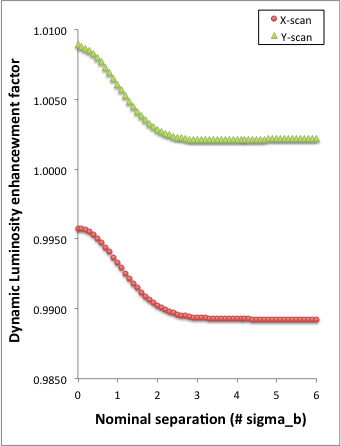 X-scan
Y-scan
1.0100
1.0050
1.0000
0.9950
0.9900
0.9850
0 1 2 3 4 5 6
Dynamic Luminosity enhancewment factor
Nominal separation (# sigma_b)